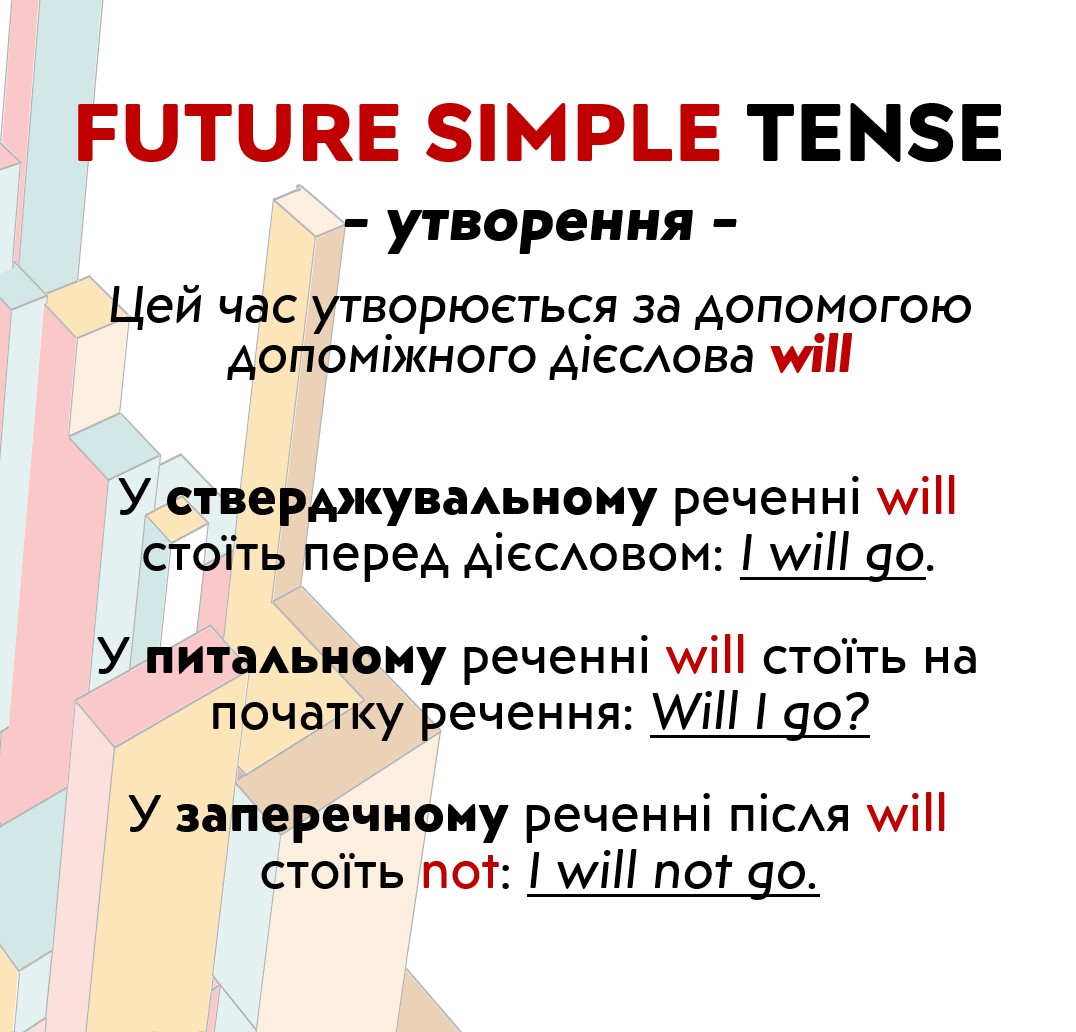 FUTURE SIMPLE TENSE
– утворення –
Цей час утворюється за допомогою
допоміжного дієслова will
У стверджувальному реченні will
стоїть перед дієсловом: I will go.
У питальному реченні will стоїть на
початку речення: Will I go?
У заперечному реченні після will
стоїть not: I will not go.